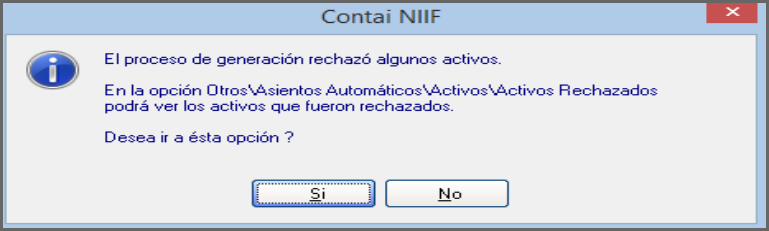 Contai NIIF
El proceso de generación rechazó algunos activos.
En la opción Otros\Asientos Automáticos\Activos\Activos Rechazados
podrá ver los activos que fueron rechazados.
Desea ir a ésta opción ?
Si
No